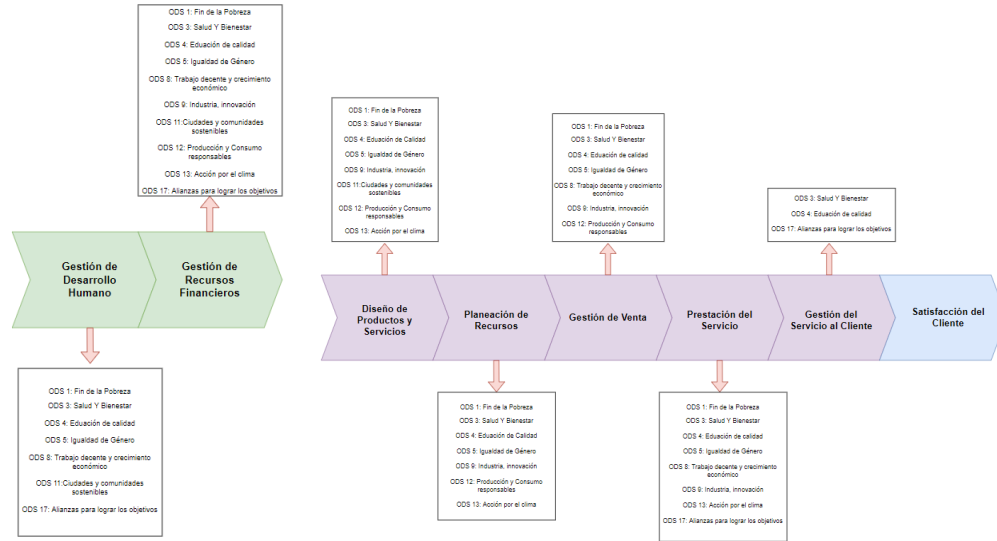 ODS 1: Fin de la Pobreza
ODS 3: Salud Y Bienestar
ODS 4: Eduación de calidad
ODS 5: Igualdad de Género
ODS 8: Trabajo decente y crecimiento
económico
ODS 9: Industria, innovación
ODS 11:Ciudades y comunidades
sostenibles
ODS 12: Producción y Consumo
responsables
ODS 13: Acción por el clima
ODS 17: Alianzas para lograr los objetivos
Gestión de
Desarrollo
Humano
Gestión de
Recursos
Financieros
ODS 1: Fin de la Pobreza
ODS 3: Salud Y Bienestar
ODS 4: Eduación de calidad
ODS 5: Igualdad de Género
ODS 8: Trabajo decente y crecimiento
económico
ODS 11:Ciudades y comunidades
sostenibles
ODS 17: Alianzas para lograr los objetivos
ODS 1: Fin de la Pobreza
ODS 3: Salud Y Bienestar
ODS 4: Eduación de Calidad
ODS 5: Igualdad de Género
ODS 9: Industria, innovación
ODS 11:Ciudades y comunidades
sostenibles
ODS 12: Producción y Consumo
responsables
ODS 13: Acción por el clima
ODS 1: Fin de la Pobreza
ODS 3: Salud Y Bienestar
ODS 4: Eduación de calidad
ODS 5: Igualdad de Género
ODS 8: Trabajo decente y crecimiento
económico
ODS 9: Industria, innovación
ODS 12: Producción y Consumo
responsables
ODS 3: Salud Y Bienestar
ODS 4: Eduación de calidad
ODS 17: Alianzas para lograr los objetivos
Diseño de
Productos y
Servicios
Planeación de
Recursos
Gestión de Venta
Prestación del
Servicio
Gestión del
Servicio al Cliente
Satisfacción del
Cliente
ODS 1: Fin de la Pobreza
ODS 3: Salud Y Bienestar
ODS 4: Eduación de Calidad
ODS 5: Igualdad de Género
ODS 9: Industria, innovación
ODS 12: Producción y Consumo
responsables
ODS 13: Acción por el clima
ODS 1: Fin de la Pobreza
ODS 3: Salud Y Bienestar
ODS 4: Eduación de calidad
ODS 5: Igualdad de Género
ODS 8: Trabajo decente y crecimiento
económico
ODS 9: Industria, innovación
ODS 13: Acción por el clima
ODS 17: Alianzas para lograr los objetivos